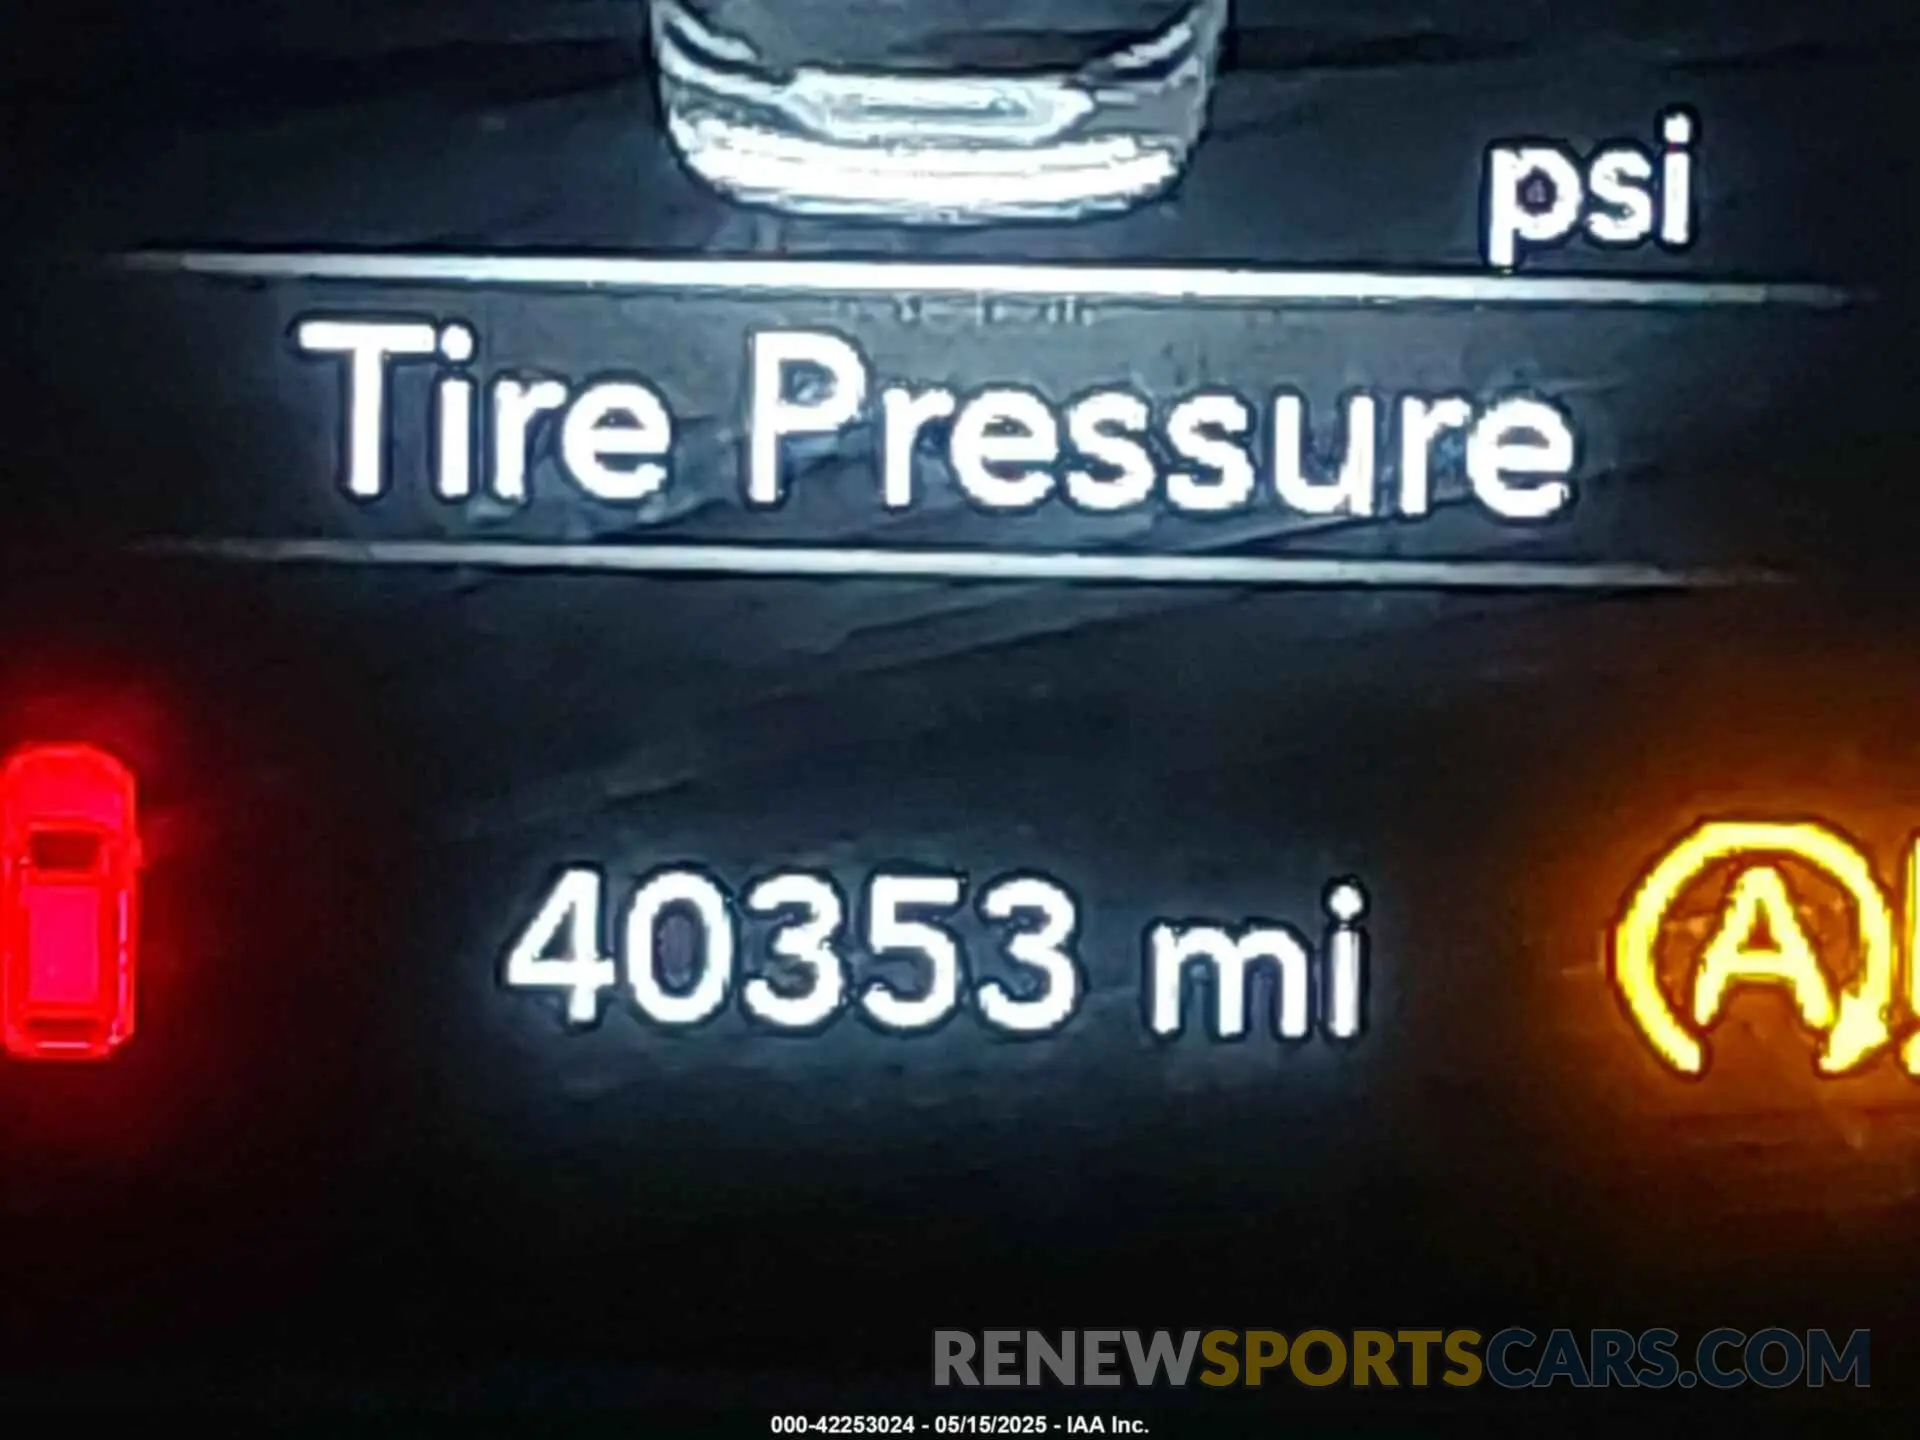 psi
Tire Pressure
40353 mi
A
RENEWSPORTSCARS.COM
000-42253024 - 05/15/2025 - IAA Inc.